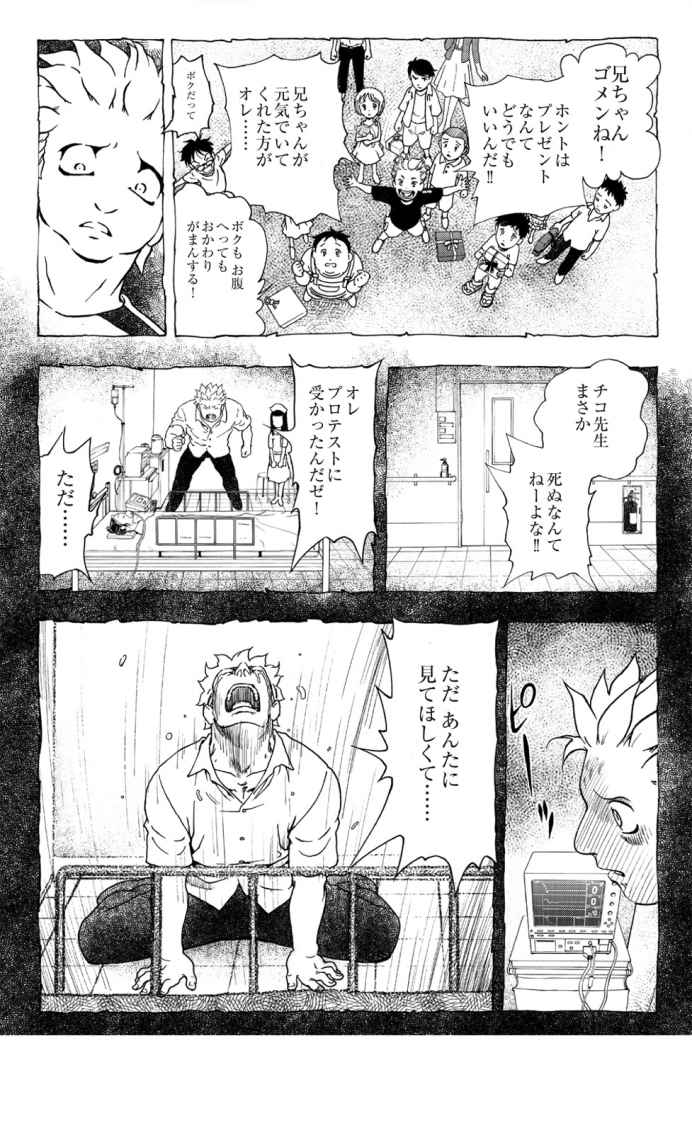 兄ちゃん
ゴメンね！
ホントは
プレゼント
なんて
どうでも
いいんだ!!
兄ちゃんが
元気でいて
くれた方が
オレ……
ボクだって
ボクも お腹
へっても
おかわり
がまんする！
チコ先生
まさか
死ぬなんて
ねーよな!!
オレ
プロテストに
受かったんだぜ！
ただ……
ピーー
0
0
ただ あんたに
見てほしくて……